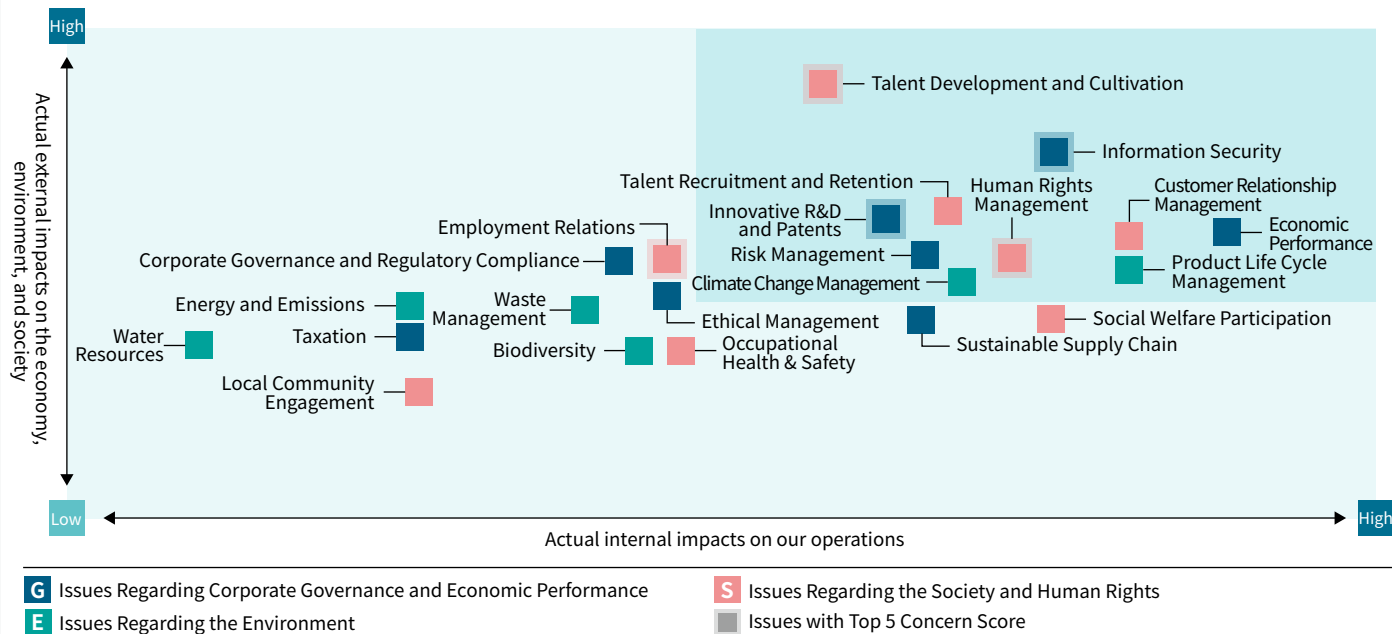 High
Actual external impacts on the economy,
environment, and society
Talent Development and Cultivation
Information Security
Talent Recruitment and Retention
Human Rights
Management
Customer Relationship
Management
Innovative R&D
and Patents
Economic
Performance
Employment Relations
Risk Management
Corporate Governance and Regulatory Compliance
Product Life Cycle
Management
Climate Change Management
Energy and Emissions
Waste
Management
Ethical Management
Social Welfare Participation
Water
Resources
Taxation
Biodiversity
Occupational
Health & Safety
Sustainable Supply Chain
Local Community
Engagement
Low
High
Actual internal impacts on our operations
G Issues Regarding Corporate Governance and Economic Performance
S Issues Regarding the Society and Human Rights
E Issues Regarding the Environment
Issues with Top 5 Concern Score